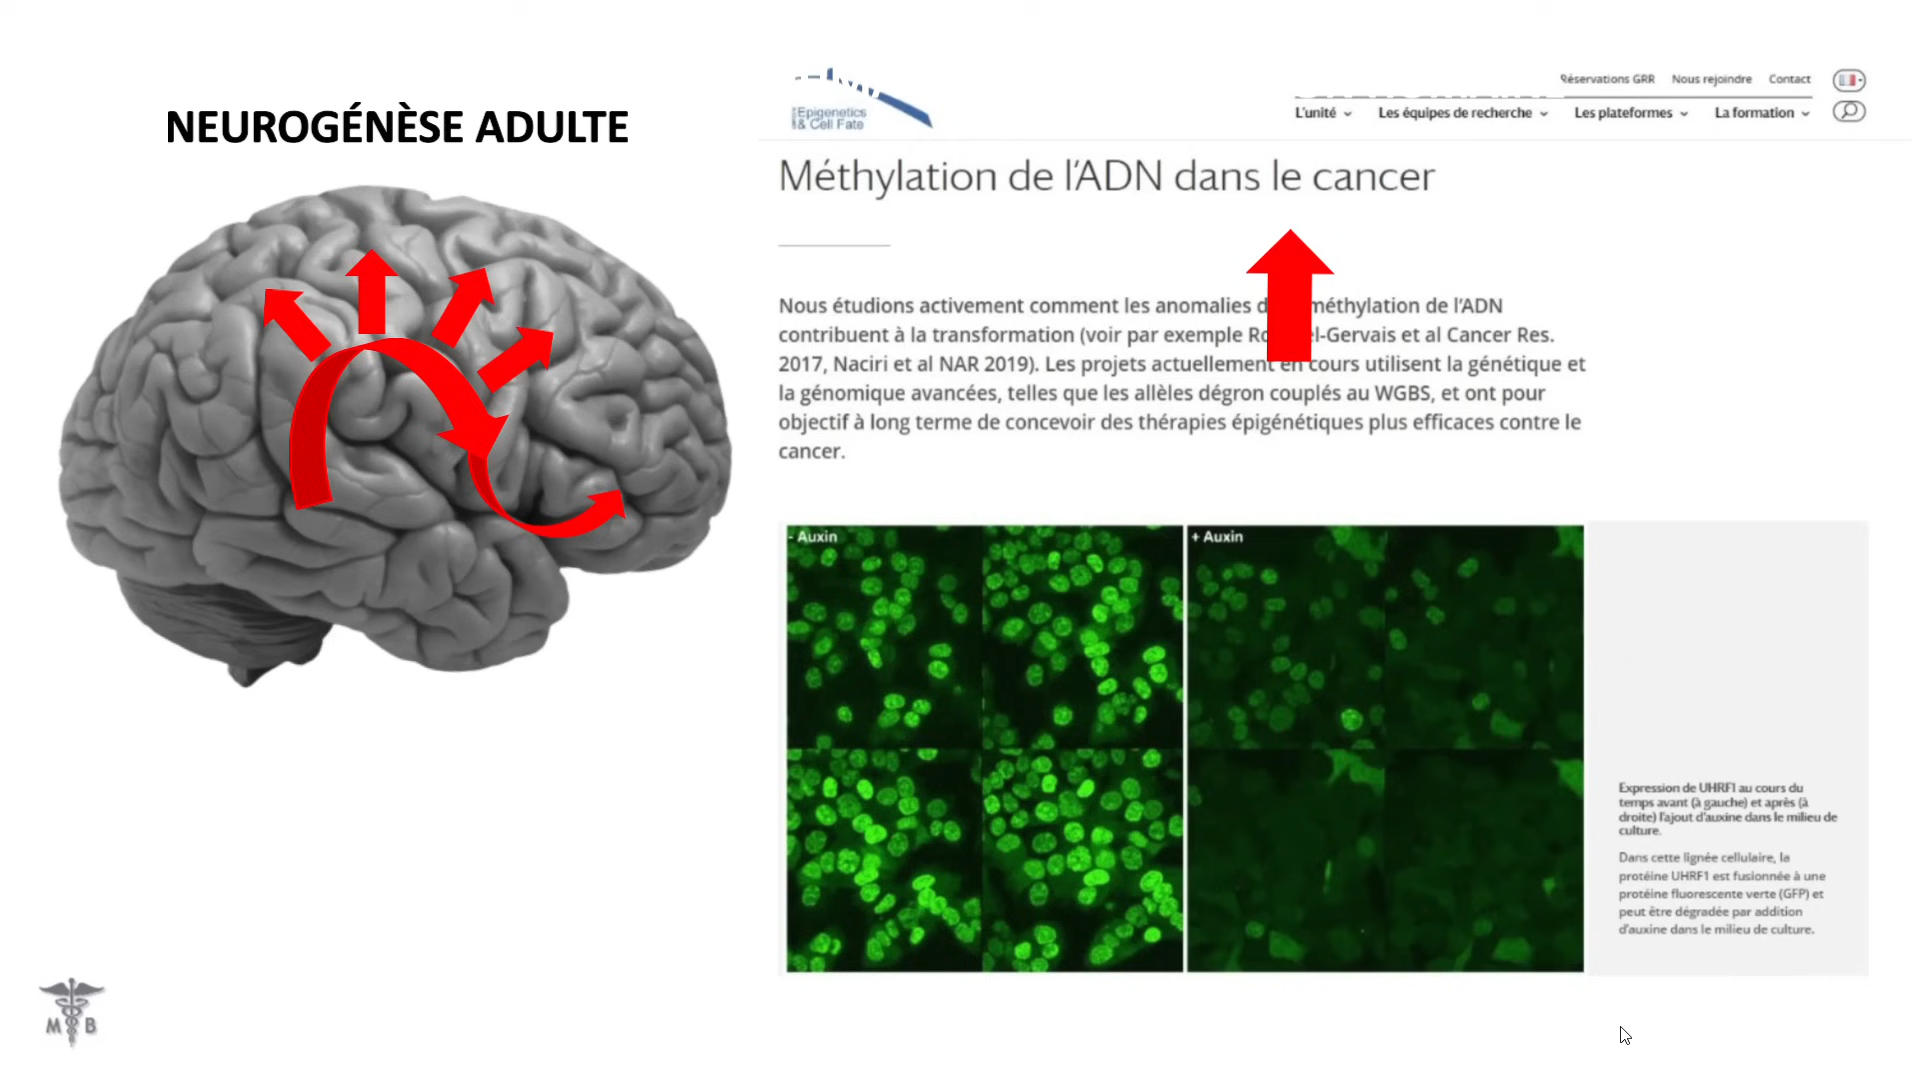 NEUROGÉNÈSE ADULTE
Epigenetics
& Cell Fate
Réservations GRR Nous rejoindre Contact
L'unité Les équipes de recherche Les plateformes La formation
Méthylation de l'ADN dans le cancer
Nous étudions activement comment les anomalies méthylation de l'ADN
contribuent à la transformation (voir par exemple l-Gervais et al Cancer Res.
2017, Naciri et al NAR 2019). Les projets actuellement en cours utilisent la génétique et
la génomique avancées, telles que les allèles dégron couplés au WGBS, et ont pour
objectif à long terme de concevoir des thérapies épigénétiques plus efficaces contre le
cancer.
- Auxin
+ Auxin
Expression de UHRF1 au cours du
temps avant (à gauche) et après (à
droite) l'ajout d'auxine dans le milieu de
culture.
Dans cette lignée cellulaire, la
protéine UHRF1 est fusionnée à une
protéine fluorescente verte (GFP) et
peut être dégradée par addition
d'auxine dans le milieu de culture.
M B